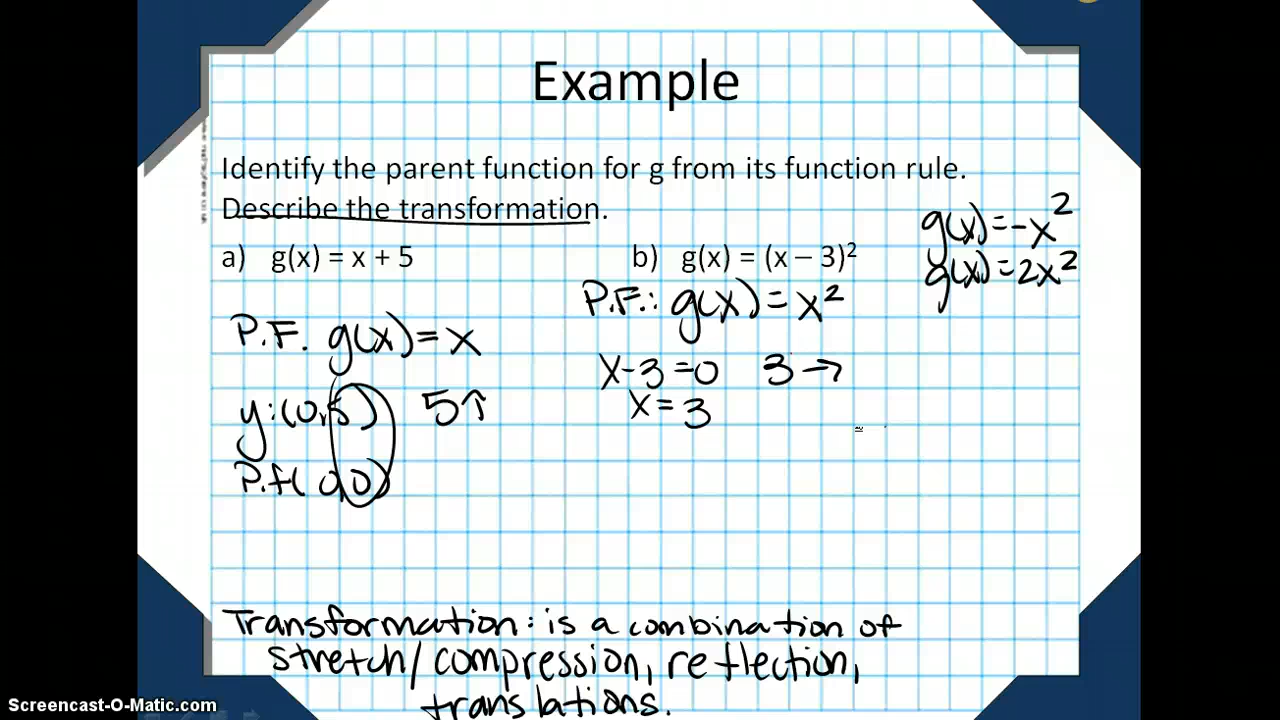 Example
Identify the parent function for g from its function rule.
Describe the transformation.
a) g(x) = x + 5
b) g(x) = (x – 3)²
g(x)=-x²
g(x)=2x²
P.F. g(x)=x
y:(0,5) 5↑
P.f( 0,0)
P.F.: g(x)=x²
x-3=0 3→
x=3
Transformation: is a combination of
stretch/compression, reflection,
translations.
Screencast-O-Matic.com